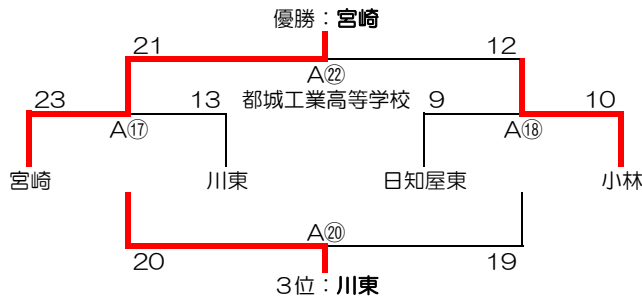 優勝：宮崎
21 12
A㉒
23 13 都城工業高等学校 9 10
A⑰ A⑱
宮崎 川東 日知屋東 小林
A⑳
20 19
３位：川東